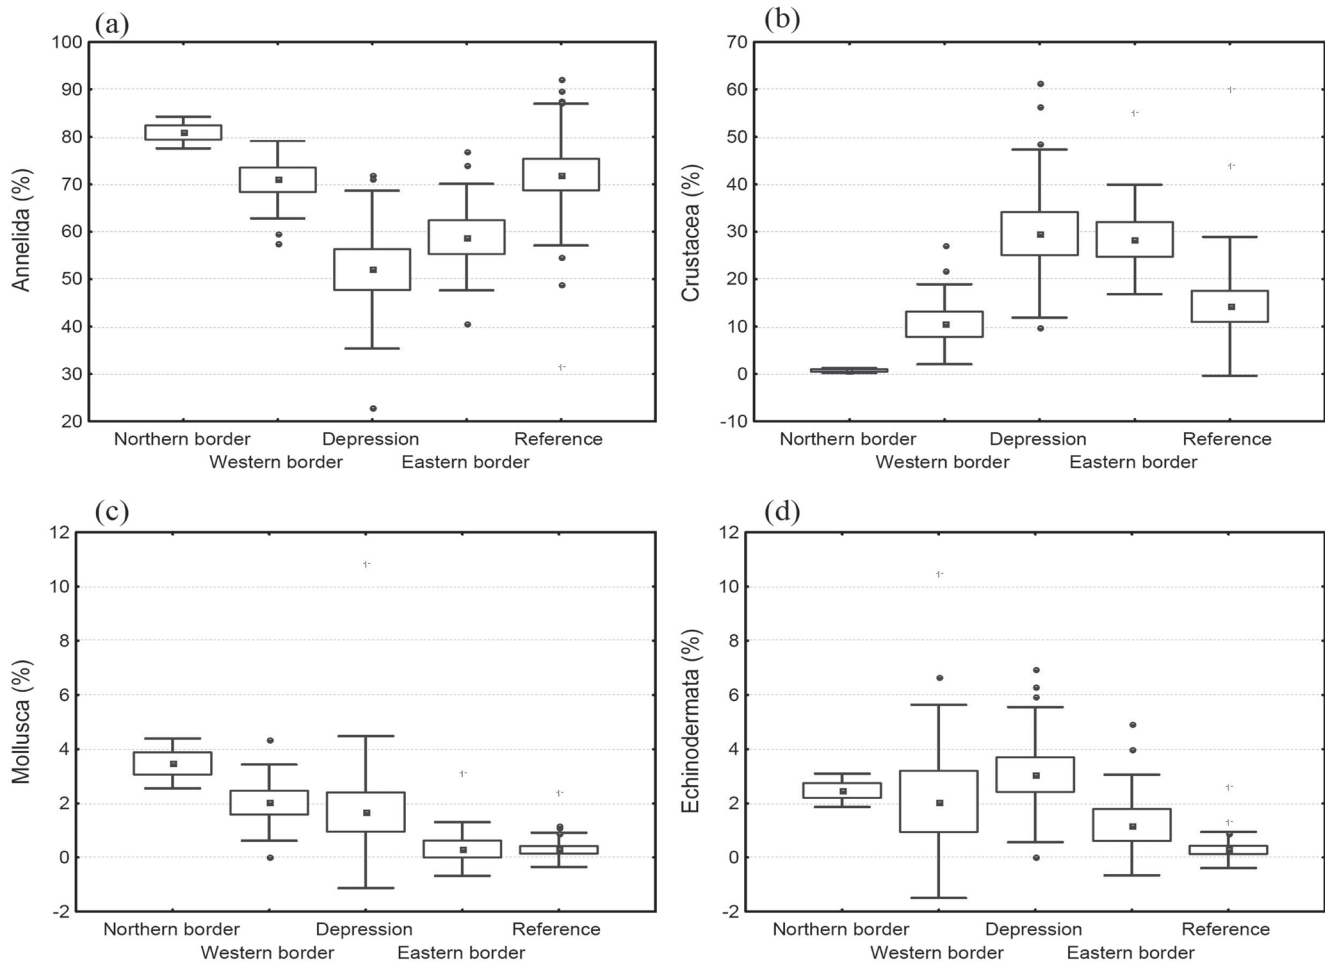 (a)
100
90
80
70
60
50
40
30
20
Annelida (%)
Northern border
Depression
Reference
Western border
Eastern border
(b)
70
60
50
40
30
20
10
0
-10
Crustacea (%)
Northern border
Depression
Reference
Western border
Eastern border
(c)
12
10
8
6
4
2
0
-2
Mollusca (%)
Northern border
Depression
Reference
Western border
Eastern border
(d)
12
10
8
6
4
2
0
-2
Echinodermata (%)
Northern border
Depression
Reference
Western border
Eastern border